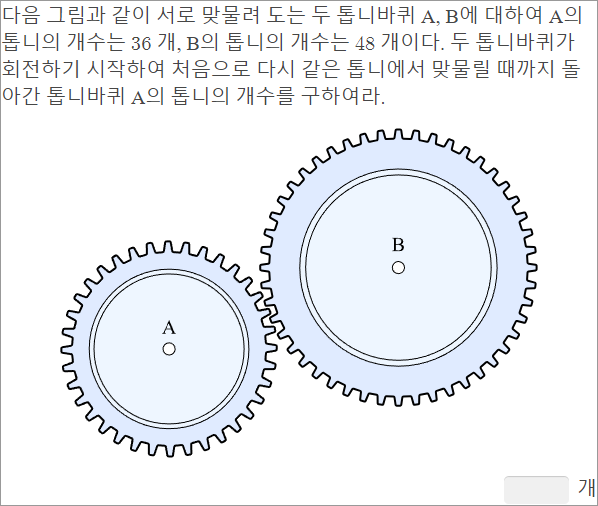 다음 그림과 같이 서로 맞물려 도는 두 톱니바퀴 A, B에 대하여 A의
톱니의 개수는 36 개, B의 톱니의 개수는 48 개이다. 두 톱니바퀴가
회전하기 시작하여 처음으로 다시 같은 톱니에서 맞물릴 때까지 돌
아간 톱니바퀴 A의 톱니의 개수를 구하여라.
B
A
개